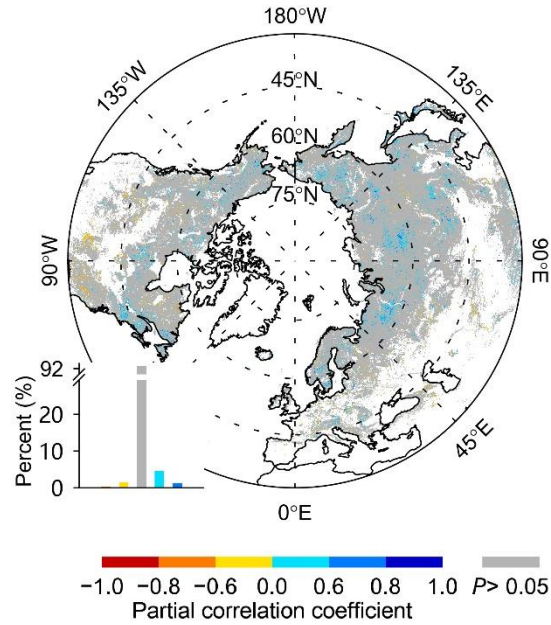 180°W
135°W
45°N
135°E
60°N
75°N
90°W
90°E
92
20
10
0
Percent (%)
45°E
0°E
−1.0 −0.8 −0.6 0.0 0.6 0.8 1.0 P> 0.05
Partial correlation coefficient